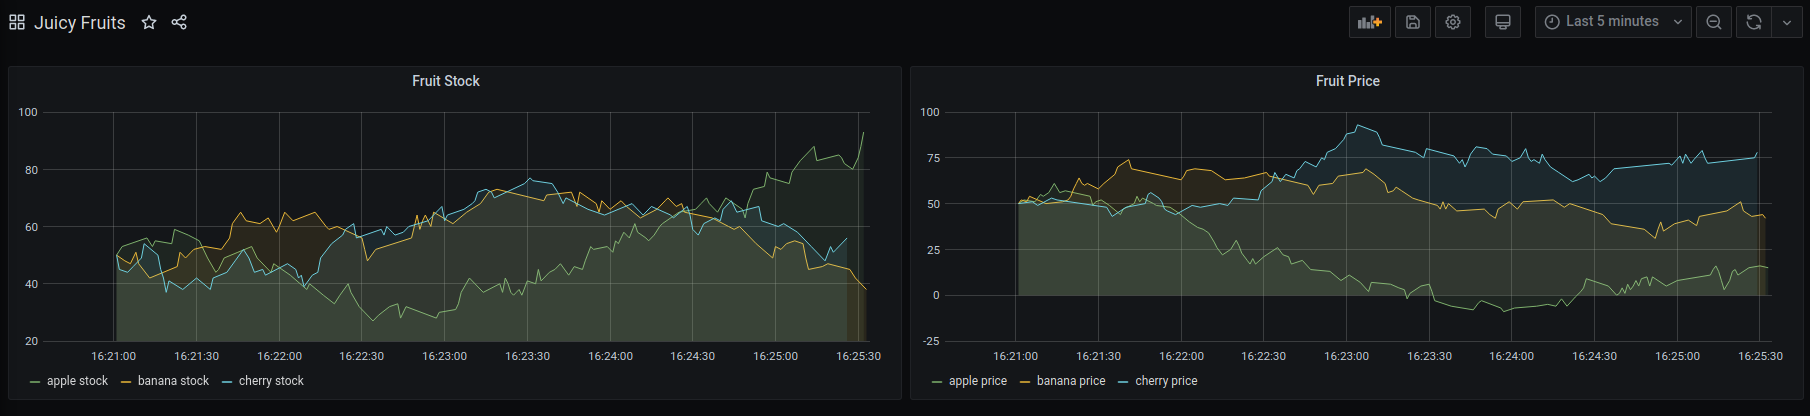 Juicy Fruits
Last 5 minutes
Fruit Stock
100
80
60
40
20
16:21:00 16:21:30 16:22:00 16:22:30 16:23:00 16:23:30 16:24:00 16:24:30 16:25:00 16:25:30
apple stock banana stock cherry stock
Fruit Price
100
75
50
25
0
-25
16:21:00 16:21:30 16:22:00 16:22:30 16:23:00 16:23:30 16:24:00 16:24:30 16:25:00 16:25:30
apple price banana price cherry price